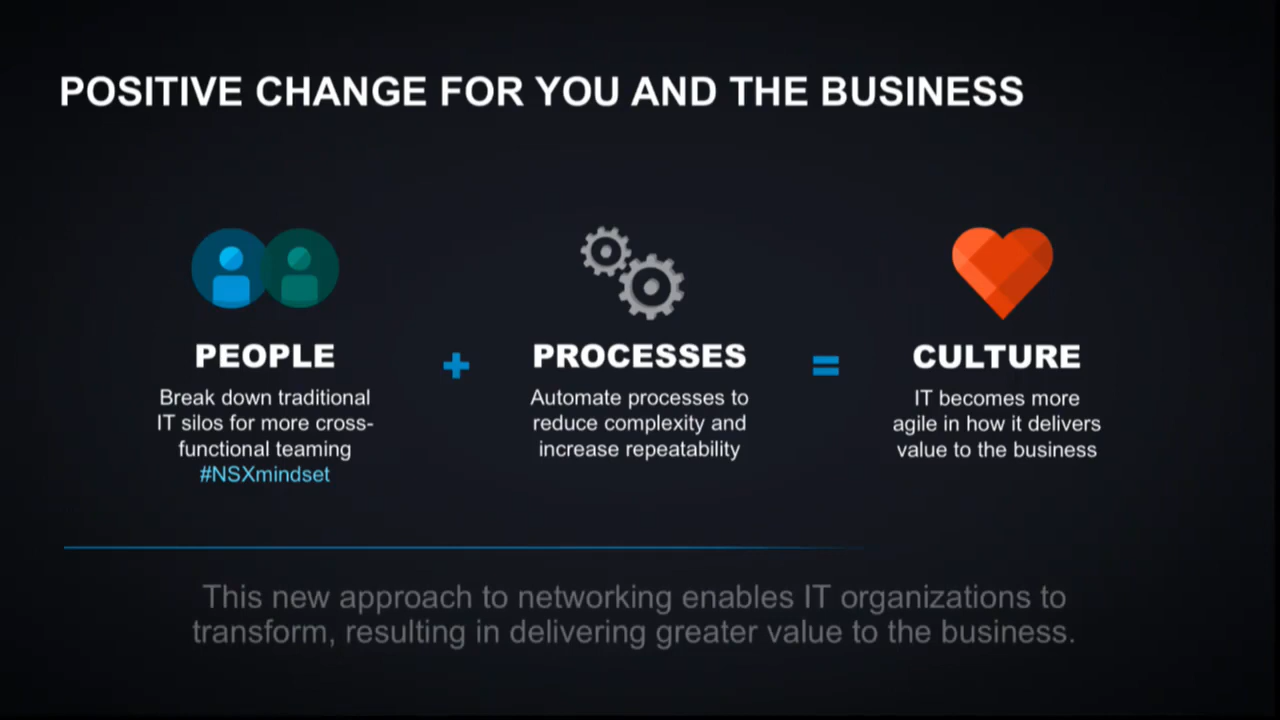 POSITIVE CHANGE FOR YOU AND THE BUSINESS
PEOPLE
Break down traditional
IT silos for more cross-
functional teaming
#NSXmindset
+
PROCESSES
Automate processes to
reduce complexity and
increase repeatability
=
CULTURE
IT becomes more
agile in how it delivers
value to the business
This new approach to networking enables IT organizations to
transform, resulting in delivering greater value to the business.